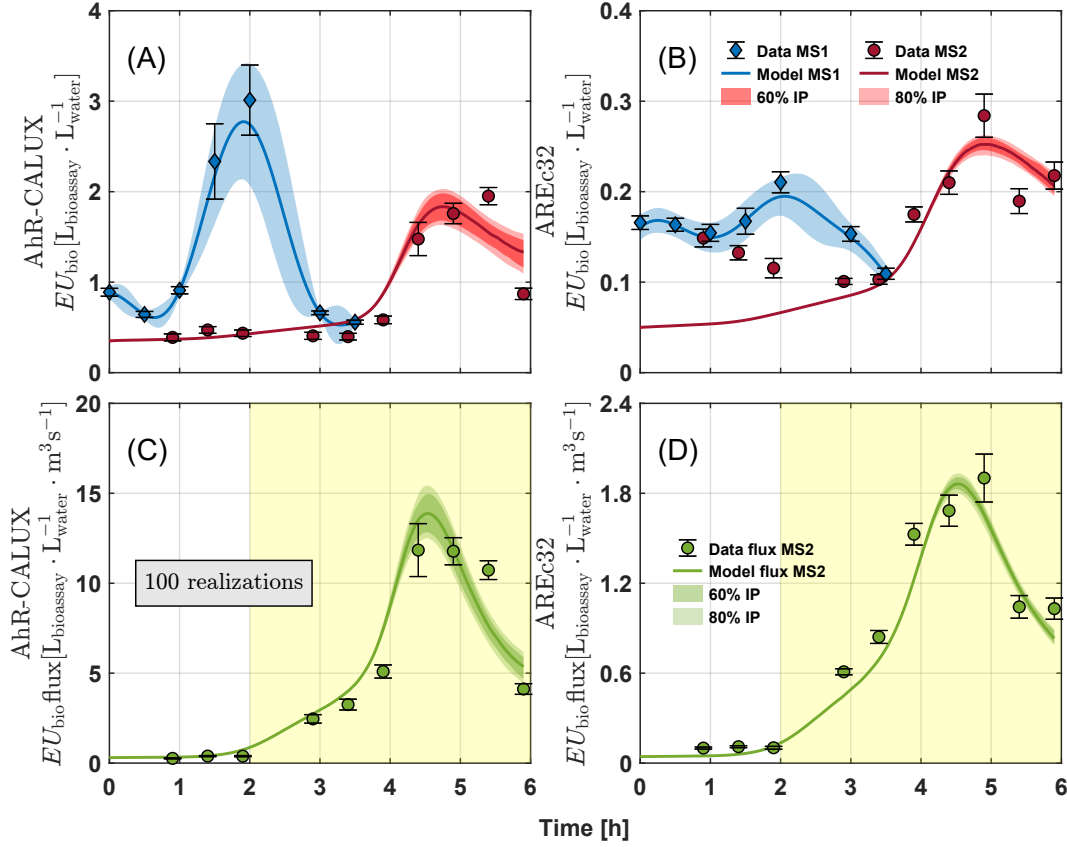 4
3
2
1
0
(A)
AhR-CALUX
EU_bio [L_bioassay · L_water^−1]
0.4
0.3
0.2
0.1
0
(B)
Data MS1 Data MS2
Model MS1 Model MS2
60% IP 80% IP
AREc32
EU_bio [L_bioassay · L_water^−1]
20
15
10
5
0
(C)
100 realizations
AhR-CALUX
EU_bio flux[L_bioassay · L_water^−1 · m^3 s^−1]
0 1 2 3 4 5 6
2.4
1.8
1.2
0.6
0
(D)
Data flux MS2
Model flux MS2
60% IP
80% IP
AREc32
EU_bio flux[L_bioassay · L_water^−1 · m^3 s^−1]
0 1 2 3 4 5 6
Time [h]